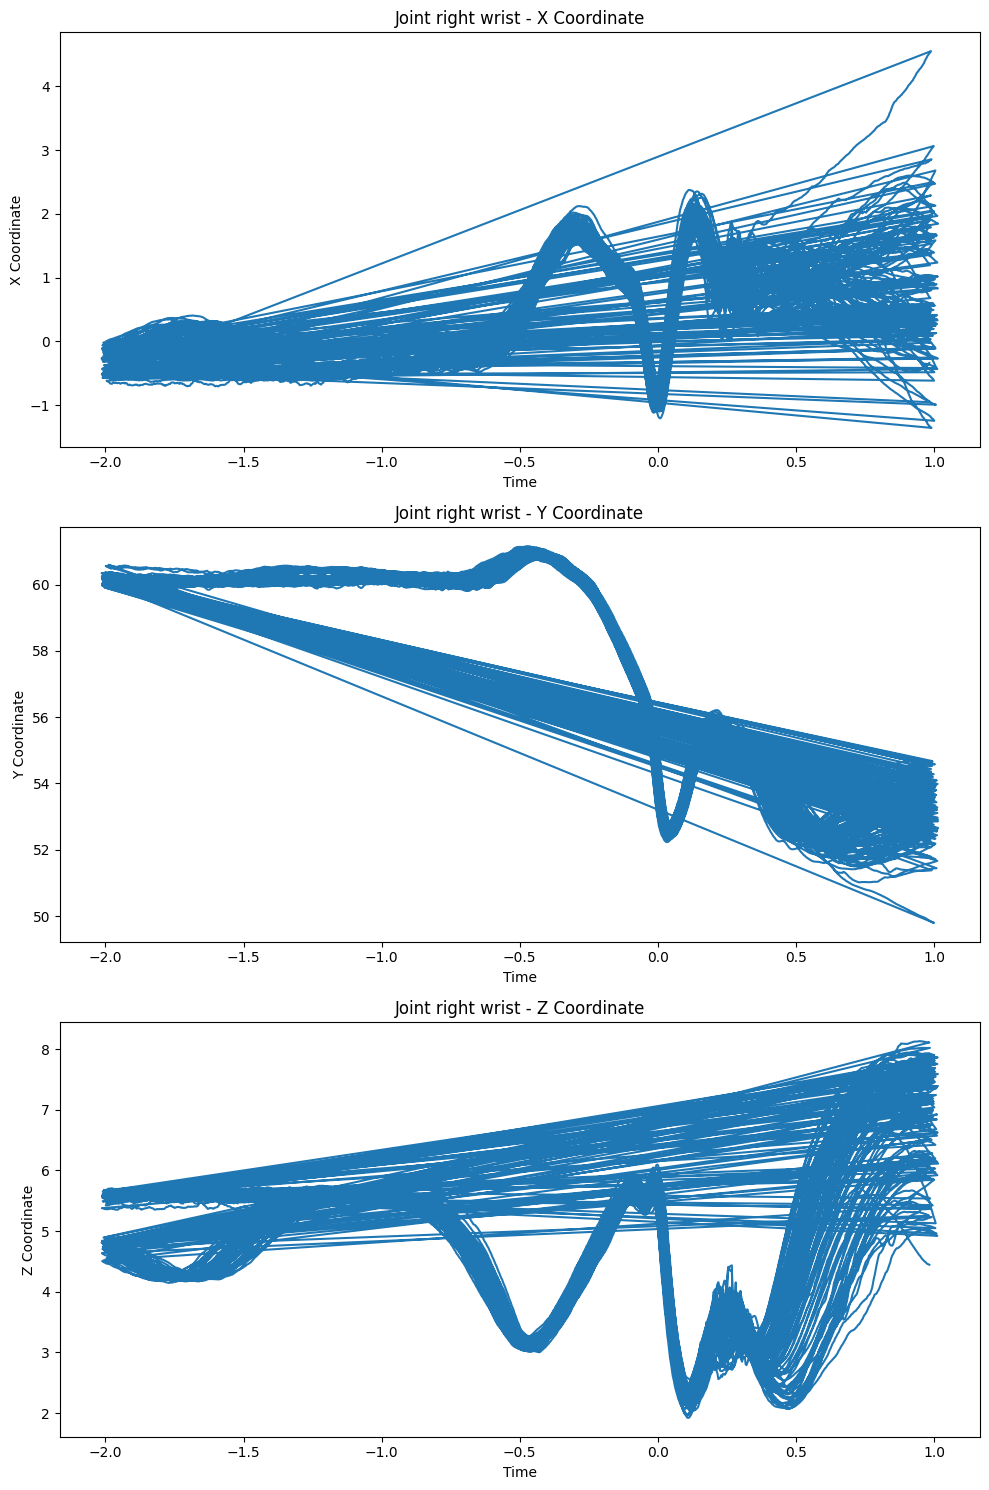 Joint right wrist - X Coordinate
4
3
2
1
0
−1
X Coordinate
−2.0 −1.5 −1.0 −0.5 0.0 0.5 1.0
Time
Joint right wrist - Y Coordinate
60
58
56
54
52
50
Y Coordinate
−2.0 −1.5 −1.0 −0.5 0.0 0.5 1.0
Time
Joint right wrist - Z Coordinate
8
7
6
5
4
3
2
Z Coordinate
−2.0 −1.5 −1.0 −0.5 0.0 0.5 1.0
Time